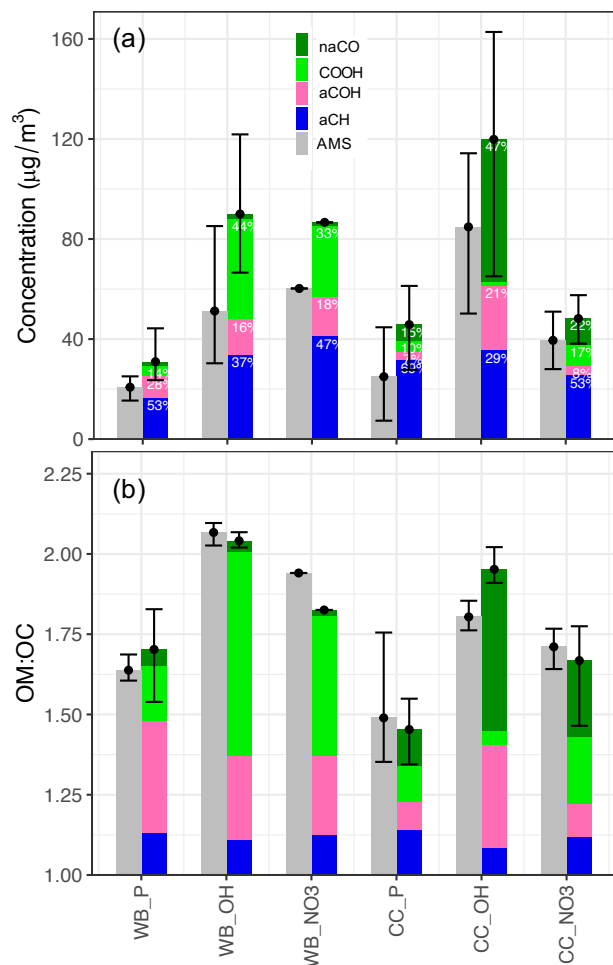 (a)
160
120
80
40
0
Concentration (μg/m³)
naCO
COOH
aCOH
aCH
AMS
14%
28%
53%
44%
16%
37%
33%
18%
47%
15%
10%
47%
21%
29%
22%
17%
8%
53%
(b)
2.25
2.00
1.75
1.50
1.25
1.00
OM:OC
WB_P
WB_OH
WB_NO3
CC_P
CC_OH
CC_NO3